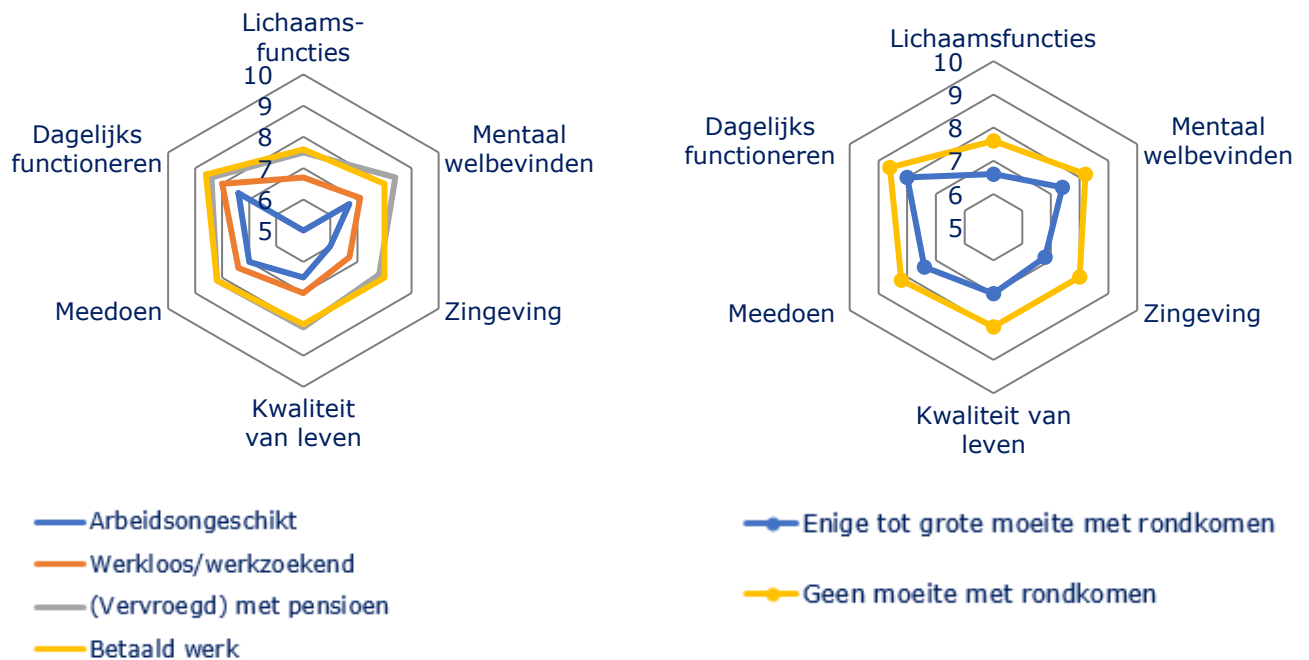 Lichaams-
functies
10
9
8
7
6
5
Mentaal
welbevinden
Zingeving
Kwaliteit
van leven
Meedoen
Dagelijks
functioneren
Arbeidsongeschikt
Werkloos/werkzoekend
(Vervroegd) met pensioen
Betaald werk
Lichaamsfuncties
10
9
8
7
6
5
Mentaal
welbevinden
Zingeving
Kwaliteit van
leven
Meedoen
Dagelijks
functioneren
Enige tot grote moeite met rondkomen
Geen moeite met rondkomen